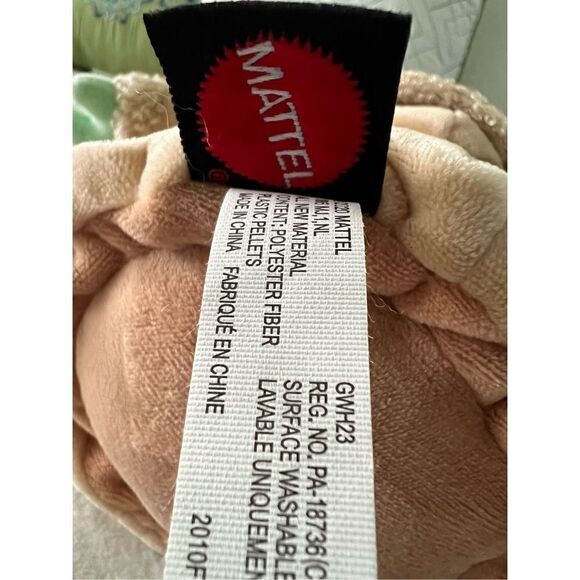 MATTEL
MATTEL
NEW MATERIAL
POLYESTER FIBER
PLASTIC PELLETS
MADE IN CHINA FABRIQUÉ EN CHINE
GWH23
REG. NO. PA-18736(C
SURFACE WASHABLE
LAVABLE UNIQUEMEN
2010F